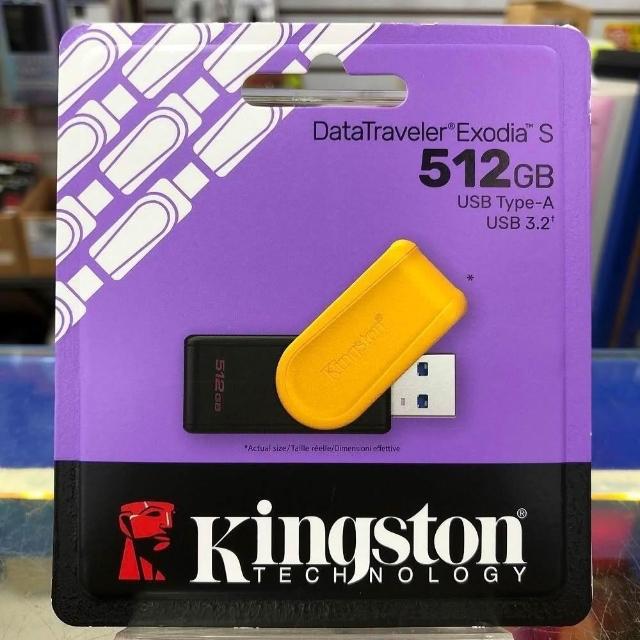 DataTraveler® Exodia™ S
512GB
USB Type-A
USB 3.2†
*
Kingston®
512GB
*Actual size/Taille réelle/Dimensioni effettive
Kingston®
TECHNOLOGY